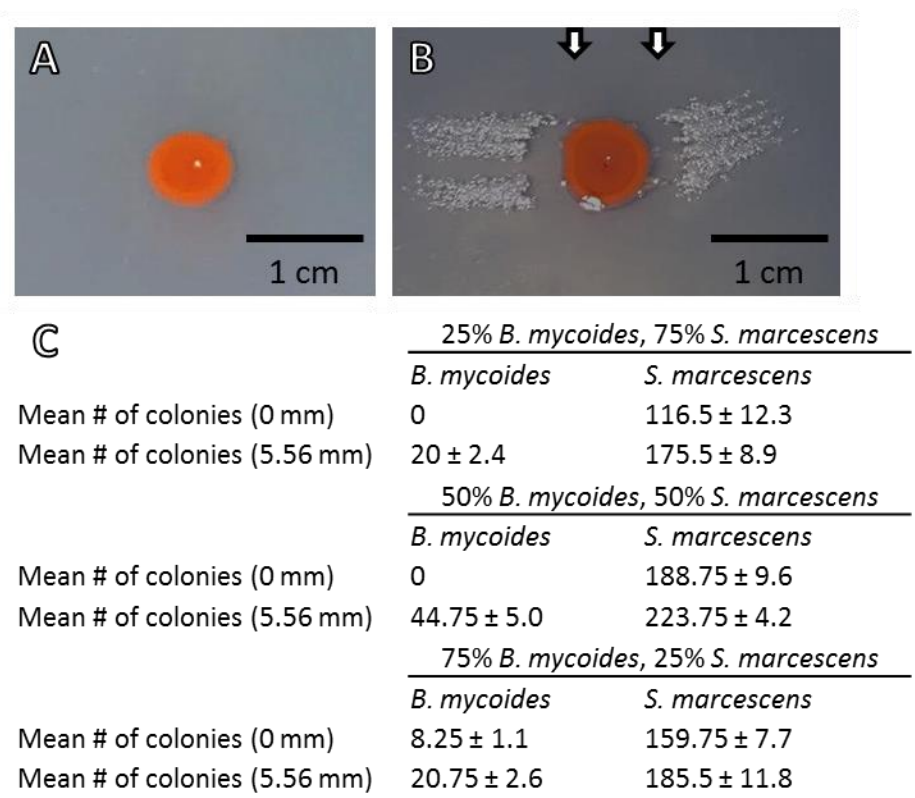 A
B
1 cm
1 cm
C
25% B. mycoides, 75% S. marcescens
B. mycoides S. marcescens
Mean # of colonies (0 mm) 0 116.5 ± 12.3
Mean # of colonies (5.56 mm) 20 ± 2.4 175.5 ± 8.9
50% B. mycoides, 50% S. marcescens
B. mycoides S. marcescens
Mean # of colonies (0 mm) 0 188.75 ± 9.6
Mean # of colonies (5.56 mm) 44.75 ± 5.0 223.75 ± 4.2
75% B. mycoides, 25% S. marcescens
B. mycoides S. marcescens
Mean # of colonies (0 mm) 8.25 ± 1.1 159.75 ± 7.7
Mean # of colonies (5.56 mm) 20.75 ± 2.6 185.5 ± 11.8